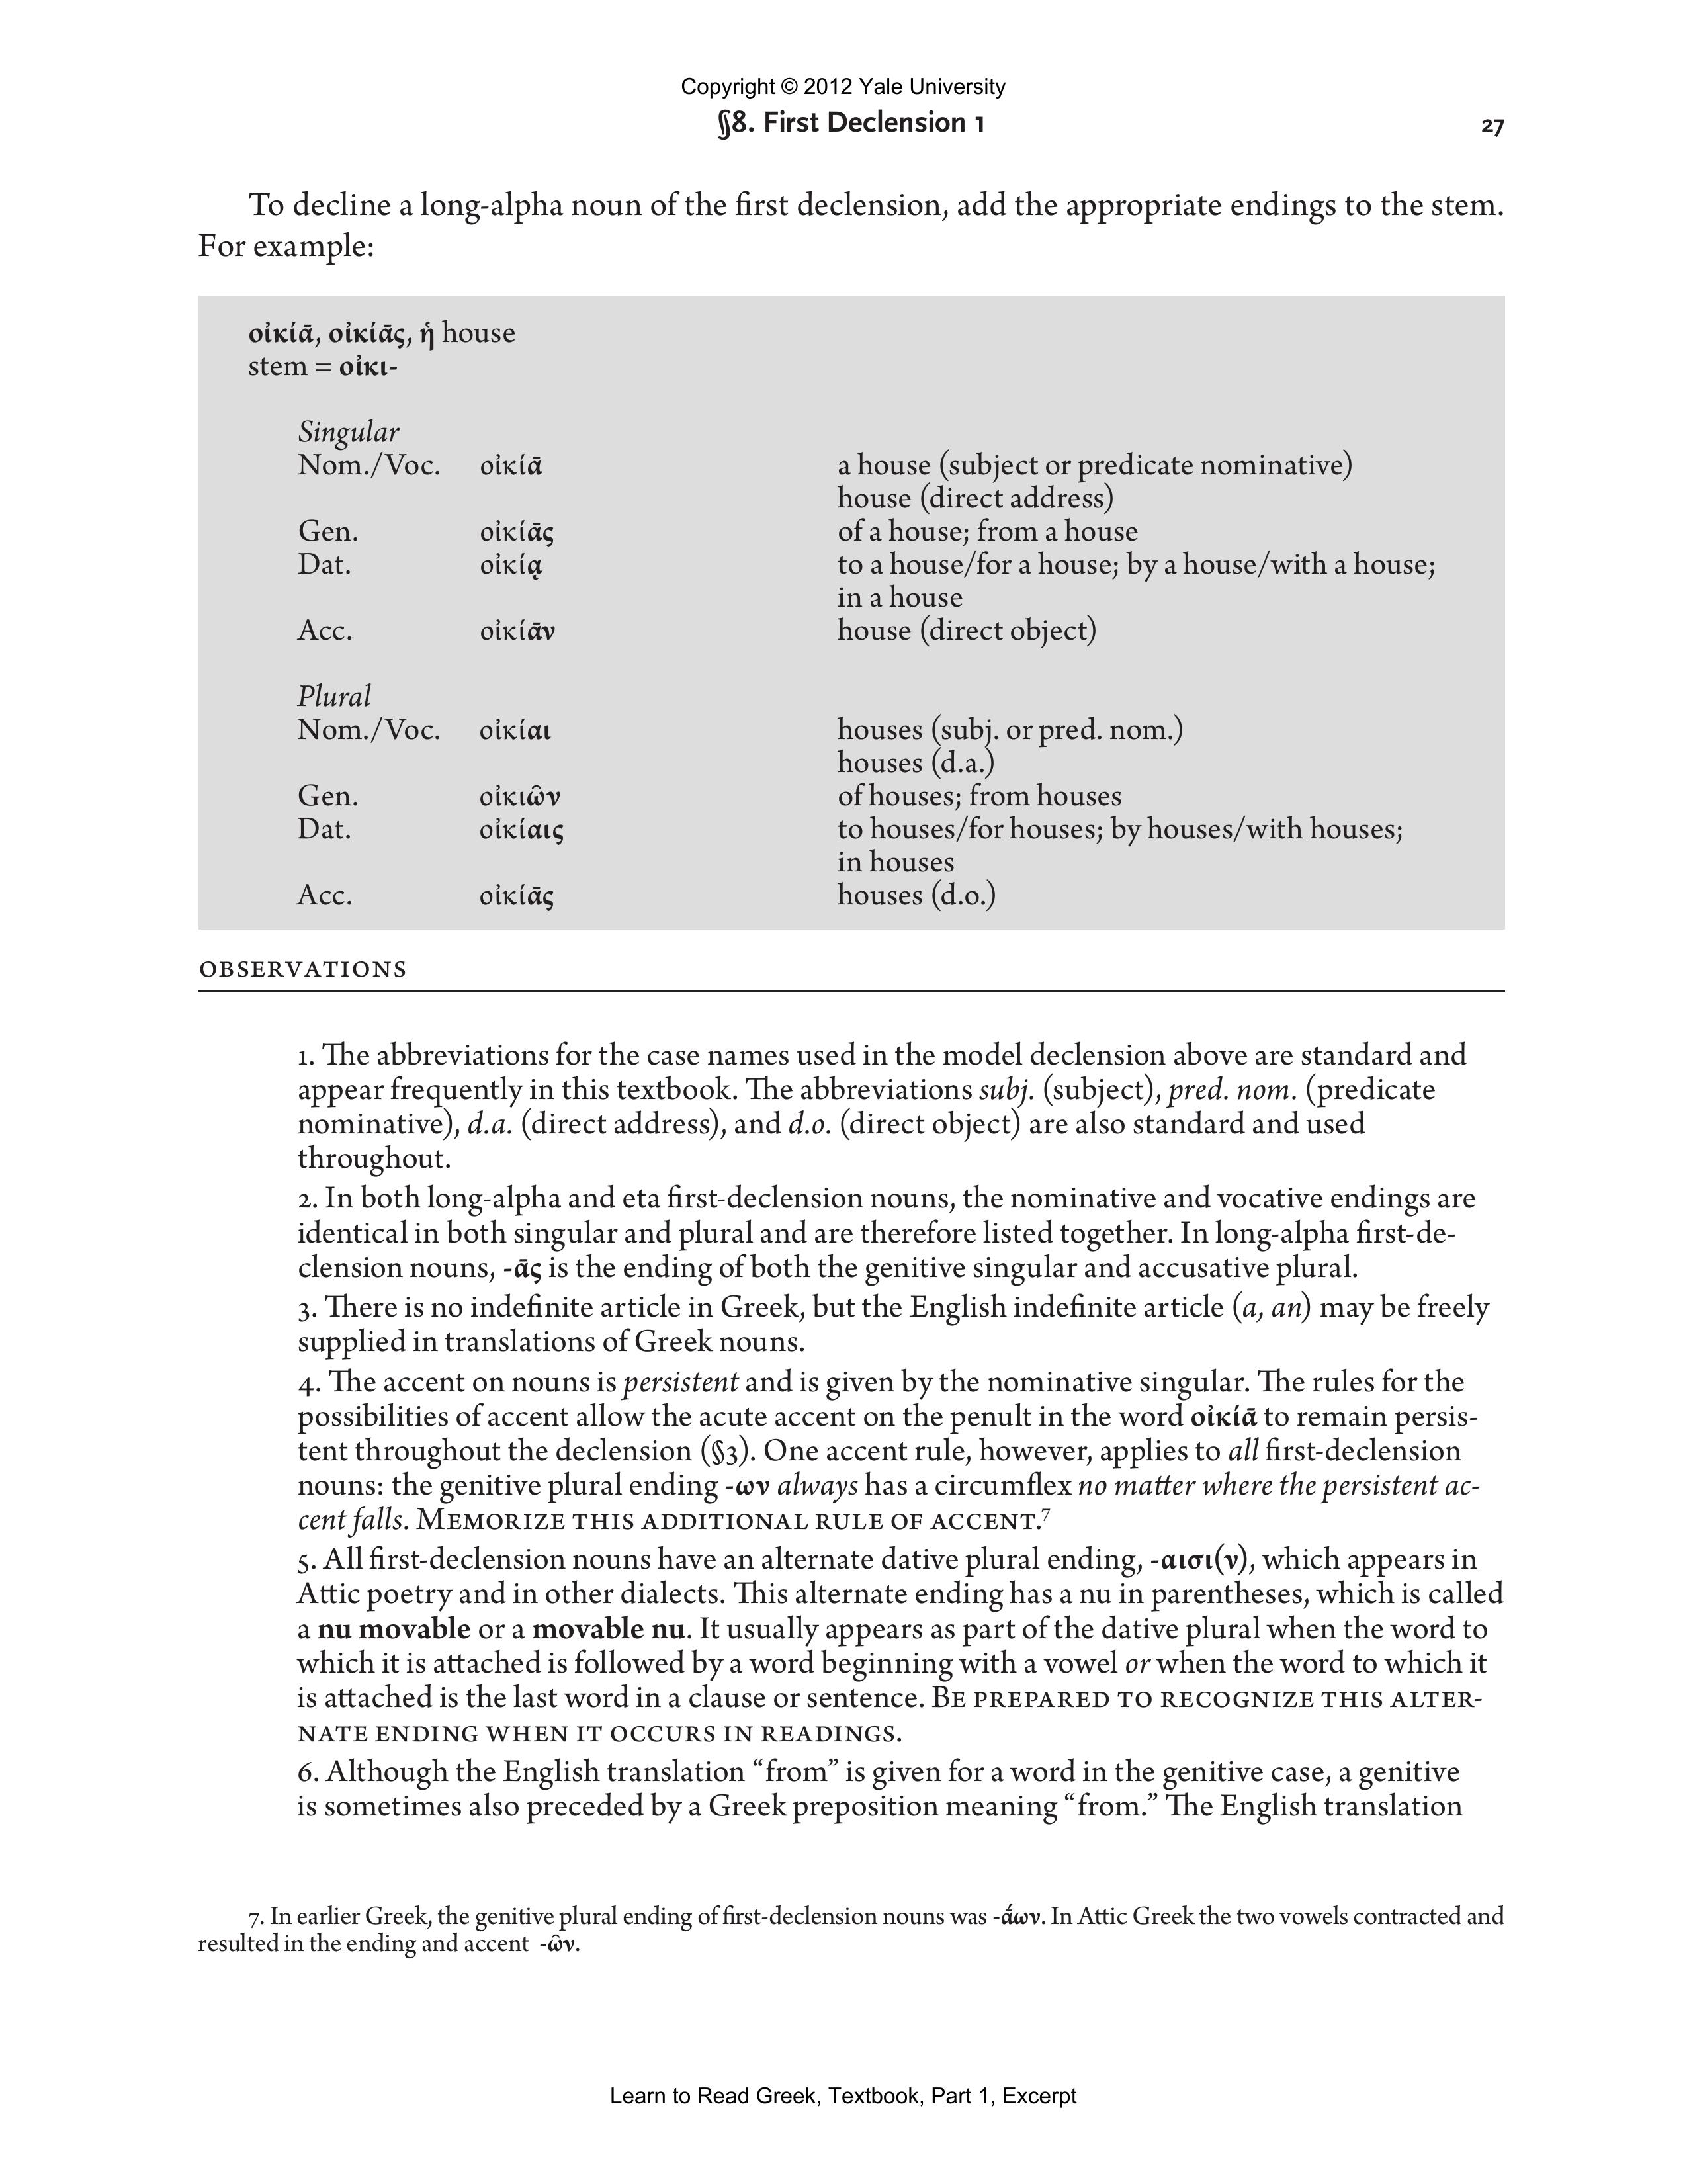 Copyright © 2012 Yale University
§8. First Declension 1 27
To decline a long-alpha noun of the first declension, add the appropriate endings to the stem.
For example:
οἰκίᾱ, οἰκίᾱς, ἡ house
stem = οἰκι-
Singular
Nom./Voc. οἰκίᾱ a house (subject or predicate nominative)
house (direct address)
Gen. οἰκίᾱς of a house; from a house
Dat. οἰκίᾳ to a house/for a house; by a house/with a house;
in a house
Acc. οἰκίᾱν house (direct object)
Plural
Nom./Voc. οἰκίαι houses (subj. or pred. nom.)
houses (d.a.)
Gen. οἰκιῶν of houses; from houses
Dat. οἰκίαις to houses/for houses; by houses/with houses;
in houses
Acc. οἰκίᾱς houses (d.o.)
OBSERVATIONS
1. The abbreviations for the case names used in the model declension above are standard and
appear frequently in this textbook. The abbreviations subj. (subject), pred. nom. (predicate
nominative), d.a. (direct address), and d.o. (direct object) are also standard and used
throughout.
2. In both long-alpha and eta first-declension nouns, the nominative and vocative endings are
identical in both singular and plural and are therefore listed together. In long-alpha first-de-
clension nouns, -ᾱς is the ending of both the genitive singular and accusative plural.
3. There is no indefinite article in Greek, but the English indefinite article (a, an) may be freely
supplied in translations of Greek nouns.
4. The accent on nouns is persistent and is given by the nominative singular. The rules for the
possibilities of accent allow the acute accent on the penult in the word οἰκίᾱ to remain persis-
tent throughout the declension (§3). One accent rule, however, applies to all first-declension
nouns: the genitive plural ending -ων always has a circumflex no matter where the persistent ac-
cent falls. MEMORIZE THIS ADDITIONAL RULE OF ACCENT.7
5. All first-declension nouns have an alternate dative plural ending, -αισι(ν), which appears in
Attic poetry and in other dialects. This alternate ending has a nu in parentheses, which is called
a nu movable or a movable nu. It usually appears as part of the dative plural when the word to
which it is attached is followed by a word beginning with a vowel or when the word to which it
is attached is the last word in a clause or sentence. BE PREPARED TO RECOGNIZE THIS ALTER-
NATE ENDING WHEN IT OCCURS IN READINGS.
6. Although the English translation “from” is given for a word in the genitive case, a genitive
is sometimes also preceded by a Greek preposition meaning “from.” The English translation
7. In earlier Greek, the genitive plural ending of first-declension nouns was -ᾱ́ων. In Attic Greek the two vowels contracted and
resulted in the ending and accent -ῶν.
Learn to Read Greek, Textbook, Part 1, Excerpt